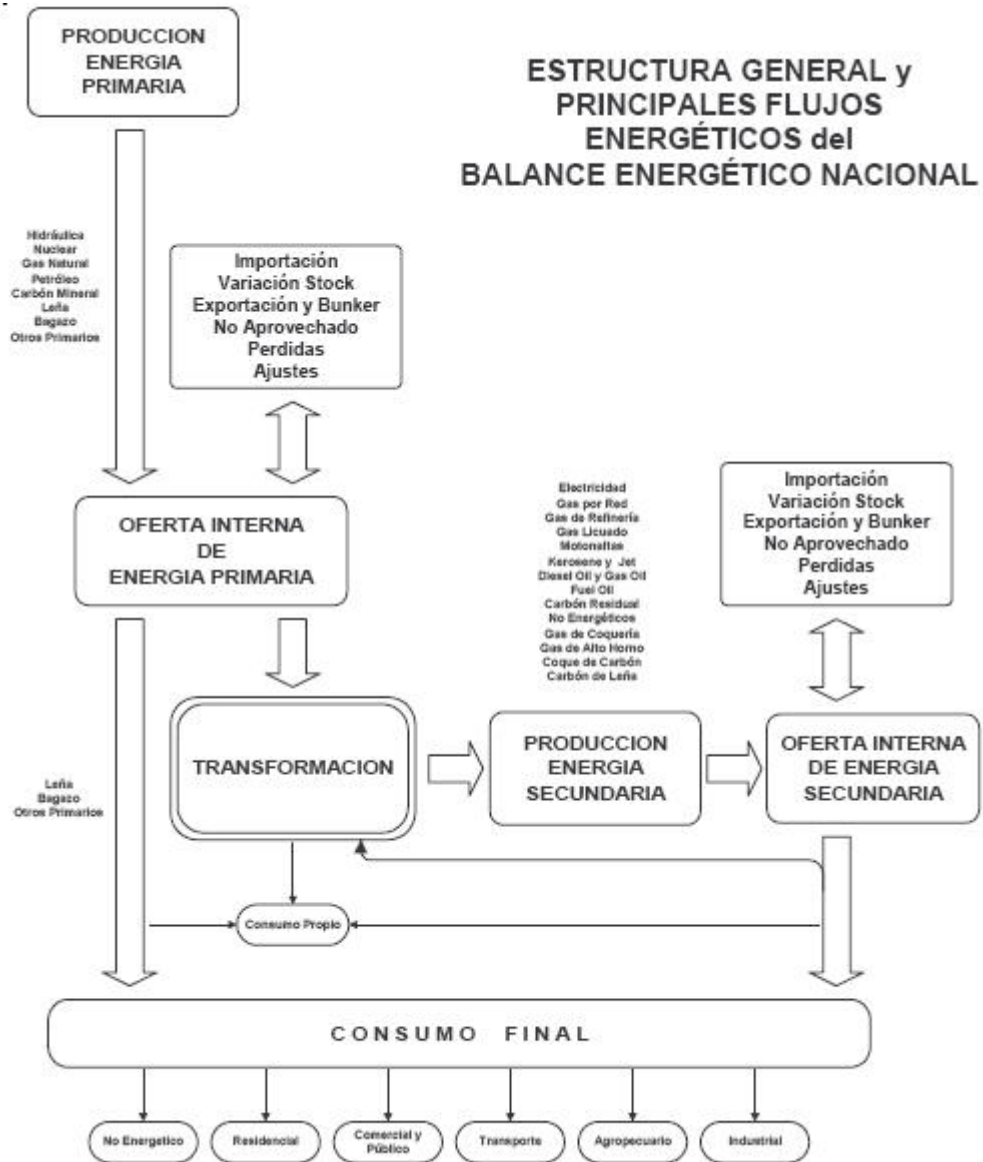 PRODUCCION
ENERGIA
PRIMARIA
ESTRUCTURA GENERAL y
PRINCIPALES FLUJOS
ENERGÉTICOS del
BALANCE ENERGÉTICO NACIONAL
Hidráulica
Nuclear
Gas Natural
Petróleo
Carbón Mineral
Leña
Bagazo
Otros Primarios
Importación
Variación Stock
Exportación y Bunker
No Aprovechado
Perdidas
Ajustes
OFERTA INTERNA
DE
ENERGIA PRIMARIA
Electricidad
Gas por Red
Gas de Refinería
Gas Licuado
Motonaftas
Kerosene y Jet
Diesel Oil y Gas Oil
Fuel Oil
Carbón Residual
No Energéticos
Gas de Coquería
Gas de Alto Horno
Coque de Carbón
Carbón de Leña
Importación
Variación Stock
Exportación y Bunker
No Aprovechado
Perdidas
Ajustes
TRANSFORMACION
PRODUCCION
ENERGIA
SECUNDARIA
OFERTA INTERNA
DE ENERGIA
SECUNDARIA
Leña
Bagazo
Otros Primarios
Consumo Propio
CONSUMO FINAL
No Energetico
Residencial
Comercial y
Público
Transporte
Agropecuario
Industrial